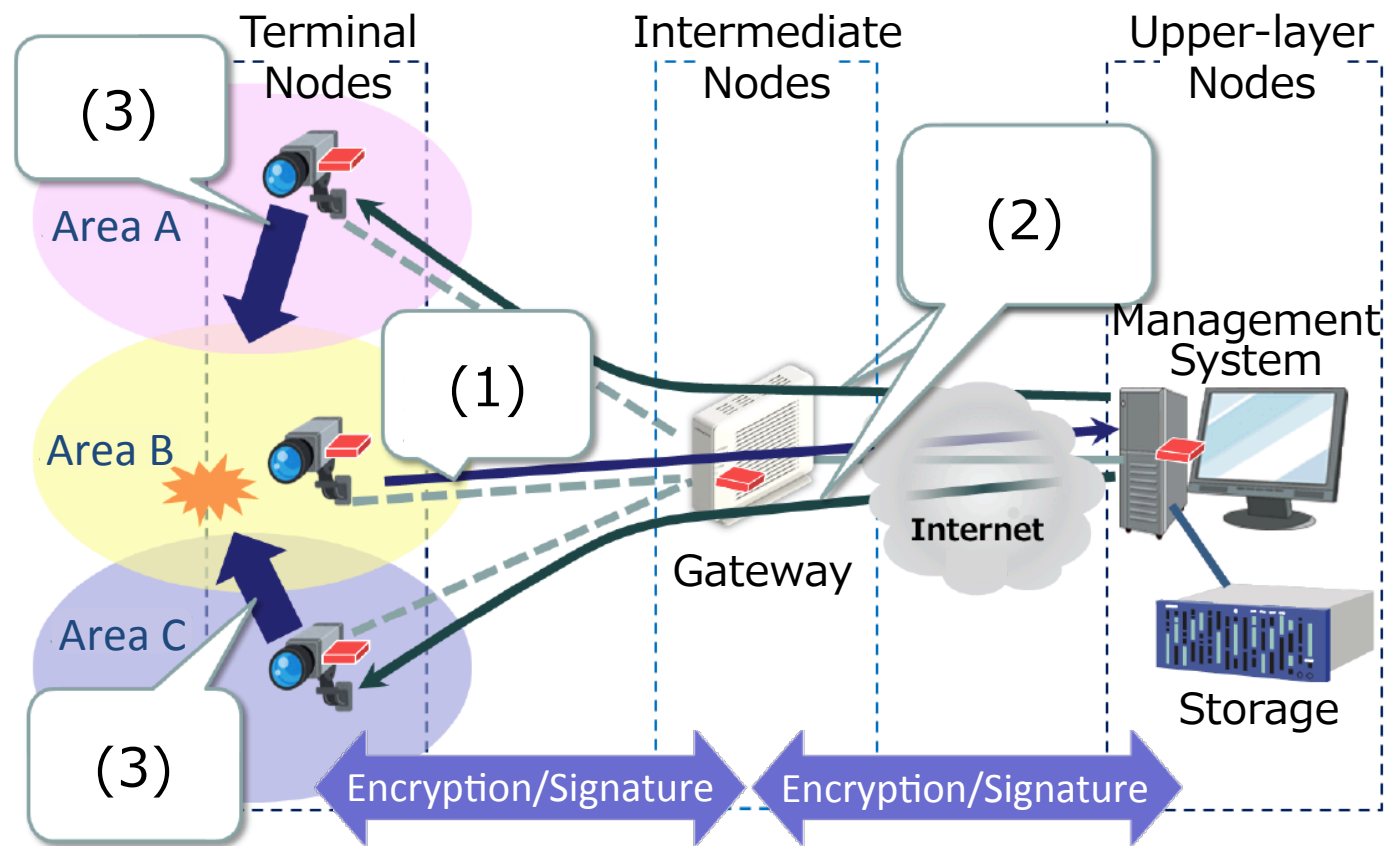 Terminal
Nodes
Intermediate
Nodes
Upper-layer
Nodes
(3)
Area A
(2)
(1)
Management
System
Area B
Internet
Gateway
Area C
Storage
(3)
Encryption/Signature
Encryption/Signature